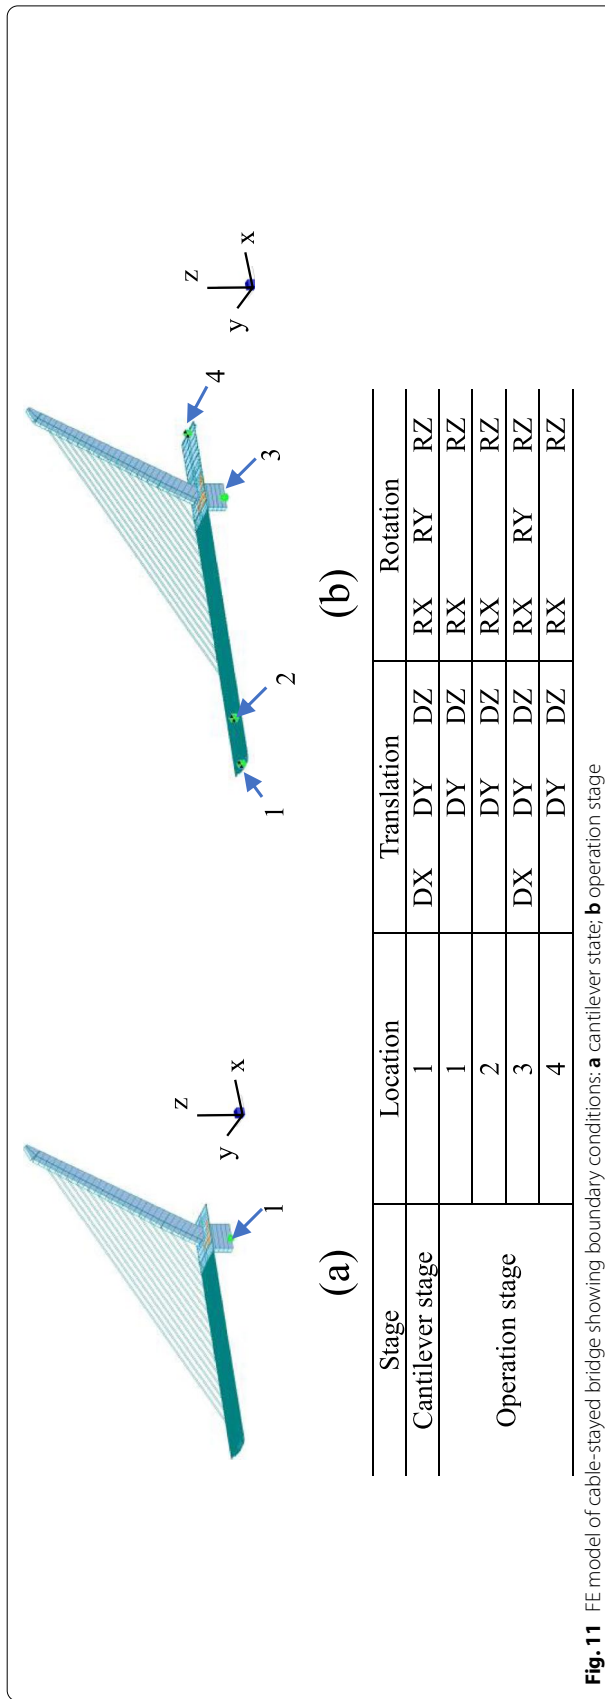 z
y
x
1
(a)
z
y
x
1
2
3
4
(b)
Stage Location Translation Rotation
Cantilever stage 1 DX DY DZ RX RY RZ
Operation stage 1 DY DZ RX RZ
2 DY DZ RX RZ
3 DX DY DZ RX RY RZ
4 DY DZ RX RZ
Fig. 11 FE model of cable-stayed bridge showing boundary conditions: a cantilever state; b operation stage